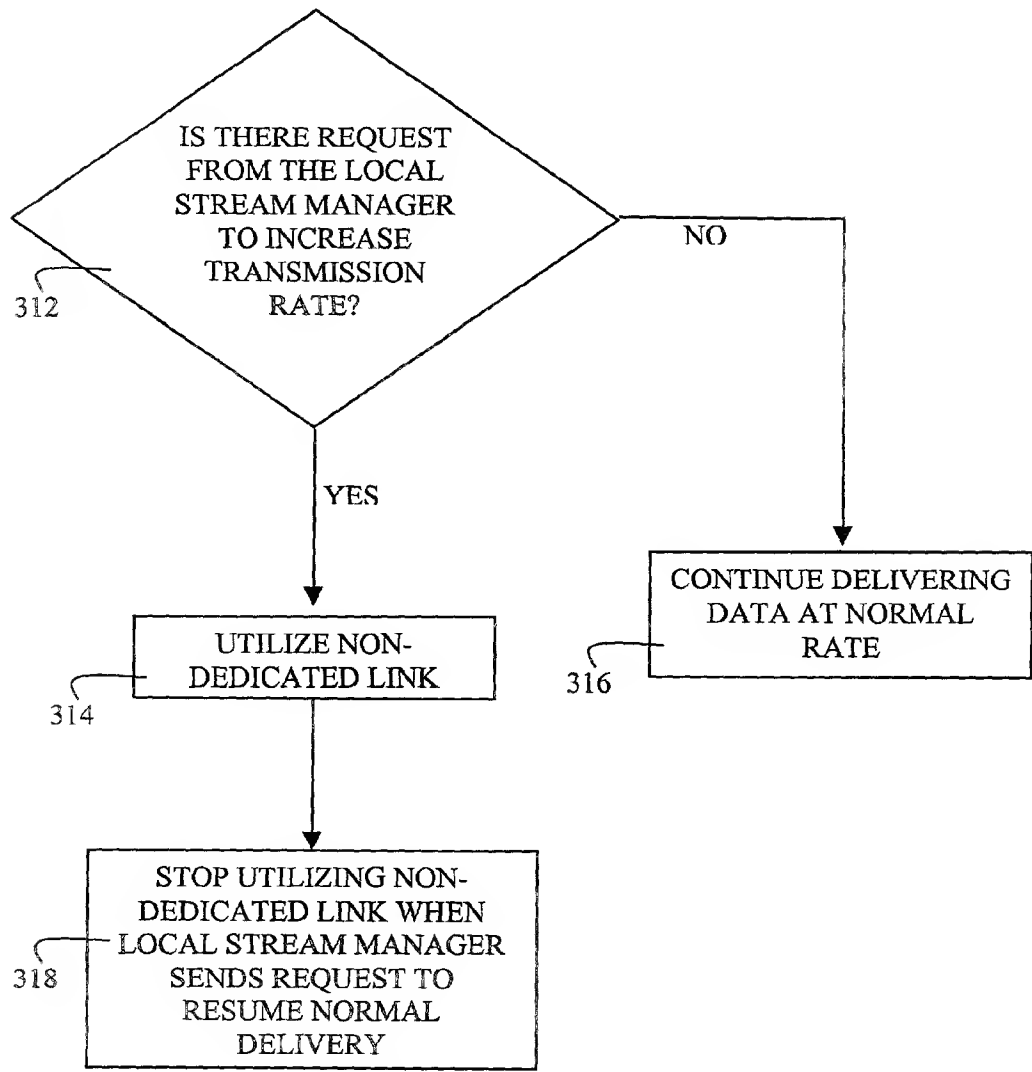 IS THERE REQUEST
FROM THE LOCAL
STREAM MANAGER
TO INCREASE
TRANSMISSION
RATE?
312
NO
YES
UTILIZE NON-
DEDICATED LINK
314
CONTINUE DELIVERING
DATA AT NORMAL
RATE
316
STOP UTILIZING NON-
DEDICATED LINK WHEN
LOCAL STREAM MANAGER
SENDS REQUEST TO
RESUME NORMAL
DELIVERY
318